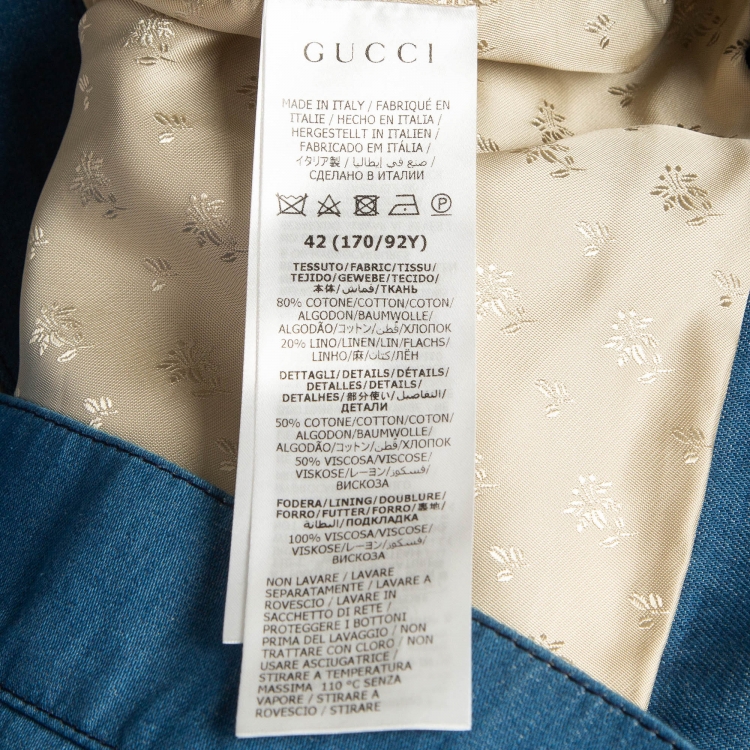 GUCCI
MADE IN ITALY / FABRIQUÉ EN
ITALIE / HECHO EN ITALIA /
HERGESTELLT IN ITALIEN /
FABRICADO EM ITÁLIA /
イタリア製 / صنع في إيطاليا /
СДЕЛАНО В ИТАЛИИ
P
42 (170/92Y)
TESSUTO/FABRIC/TISSU/
TEJIDO/GEWEBE/TECIDO/
本体/قماش/ТКАНЬ
80% COTONE/COTTON/COTON/
ALGODON/BAUMWOLLE/
ALGODÃO/コットン/قطن/ХЛОПОК
20% LINO/LINEN/LIN/FLACHS/
LINHO/麻/كتان/ЛЁН
DETTAGLI/DETAILS/DÉTAILS/
DETALLES/DETAILS/
DETALHES/部分使い/التفاصيل/
ДЕТАЛИ
50% COTONE/COTTON/COTON/
ALGODON/BAUMWOLLE/
ALGODÃO/コットン/قطن/ХЛОПОК
50% VISCOSA/VISCOSE/
VISKOSE/レーヨン/فسكوز/
ВИСКОЗА
FODERA/LINING/DOUBLURE/
FORRO/FUTTER/FORRO/裏地/
البطانة/ПОДКЛАДКА
100% VISCOSA/VISCOSE/
VISKOSE/レーヨン/فسكوز/
ВИСКОЗА
NON LAVARE / LAVARE
SEPARATAMENTE / LAVARE A
ROVESCIO / LAVARE IN
SACCHETTO DI RETE /
PROTEGGERE I BOTTONI
PRIMA DEL LAVAGGIO / NON
TRATTARE CON CLORO / NON
USARE ASCIUGATRICE /
STIRARE A TEMPERATURA
MASSIMA 110 °C SENZA
VAPORE / STIRARE A
ROVESCIO / STIRARE